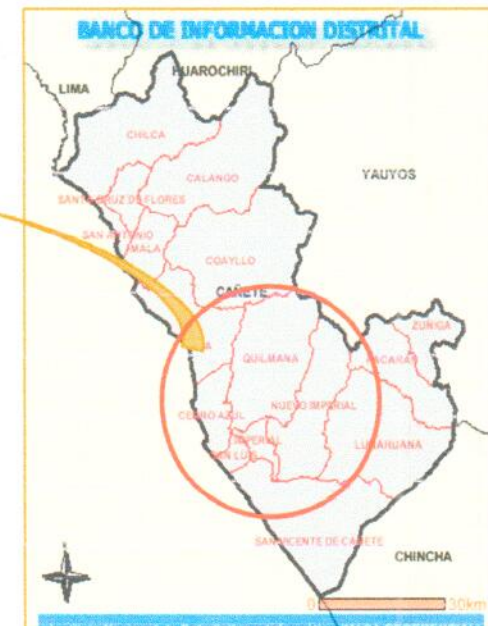 BANCO DE INFORMACION DISTRITAL
HUAROCHIRI
LIMA
CHILCA
CALANGO
YAUYOS
SANTA CRUZ DE FLORES
SAN ANTONIO
MALA
COAYLLO
CAÑETE
ZUÑIGA
PACARAN
QUILMANA
NUEVO IMPERIAL
CERRO AZUL
IMPERIAL
LUNAHUANA
SAN LUIS
SAN VICENTE DE CAÑETE
CHINCHA
0 30km